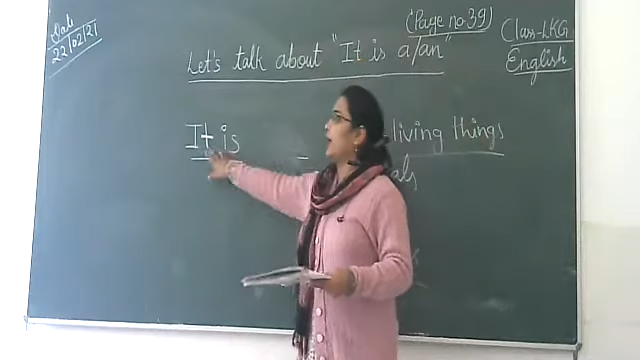 Date
22/02/21
(Page no.39)
Class-LKG
English
Let's talk about "It is a/an"
It is
-living things
als